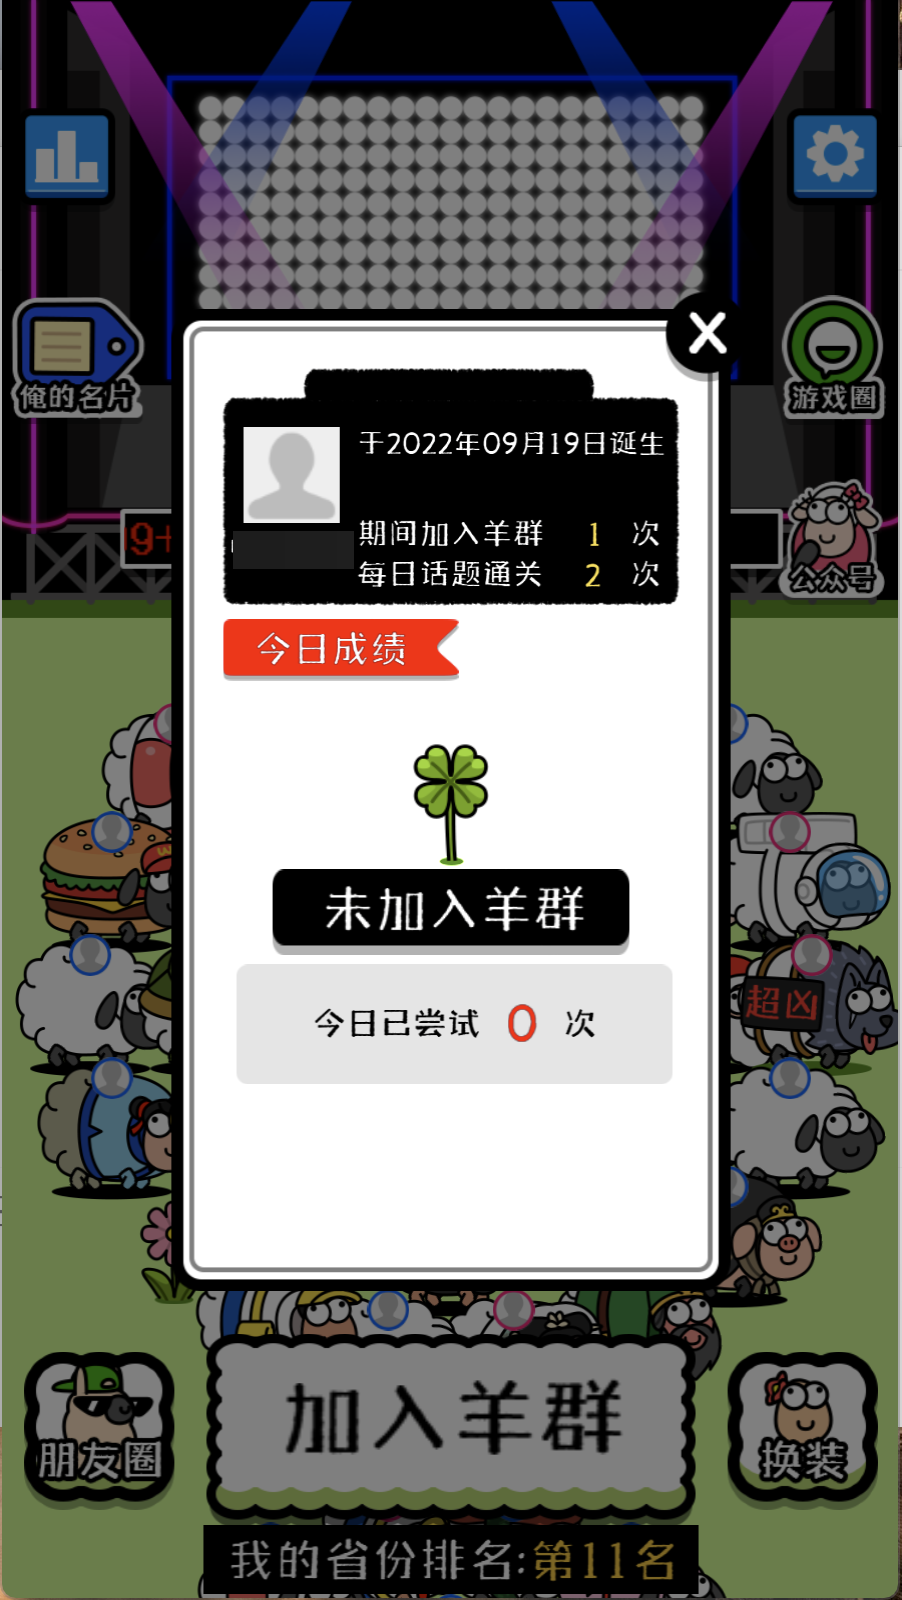 俺的名片
游戏圈
于2022年09月19日诞生
9+
期间加入羊群 1 次
每日话题通关 2 次
公众号
今日成绩
未加入羊群
超凶
今日已尝试 0 次
朋友圈
加入羊群
换装
我的省份排名:第11名